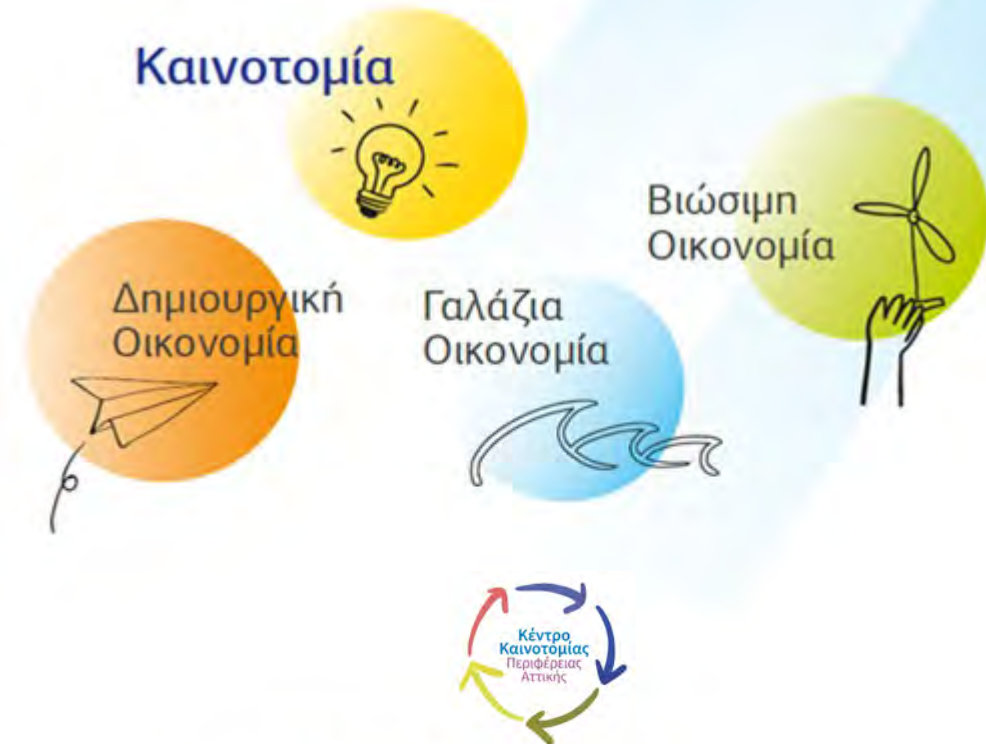 Καινοτομία
Δημιουργική
Οικονομία
Γαλάζια
Οικονομία
Βιώσιμη
Οικονομία
Κέντρο
Καινοτομίας
Περιφέρειας
Αττικής